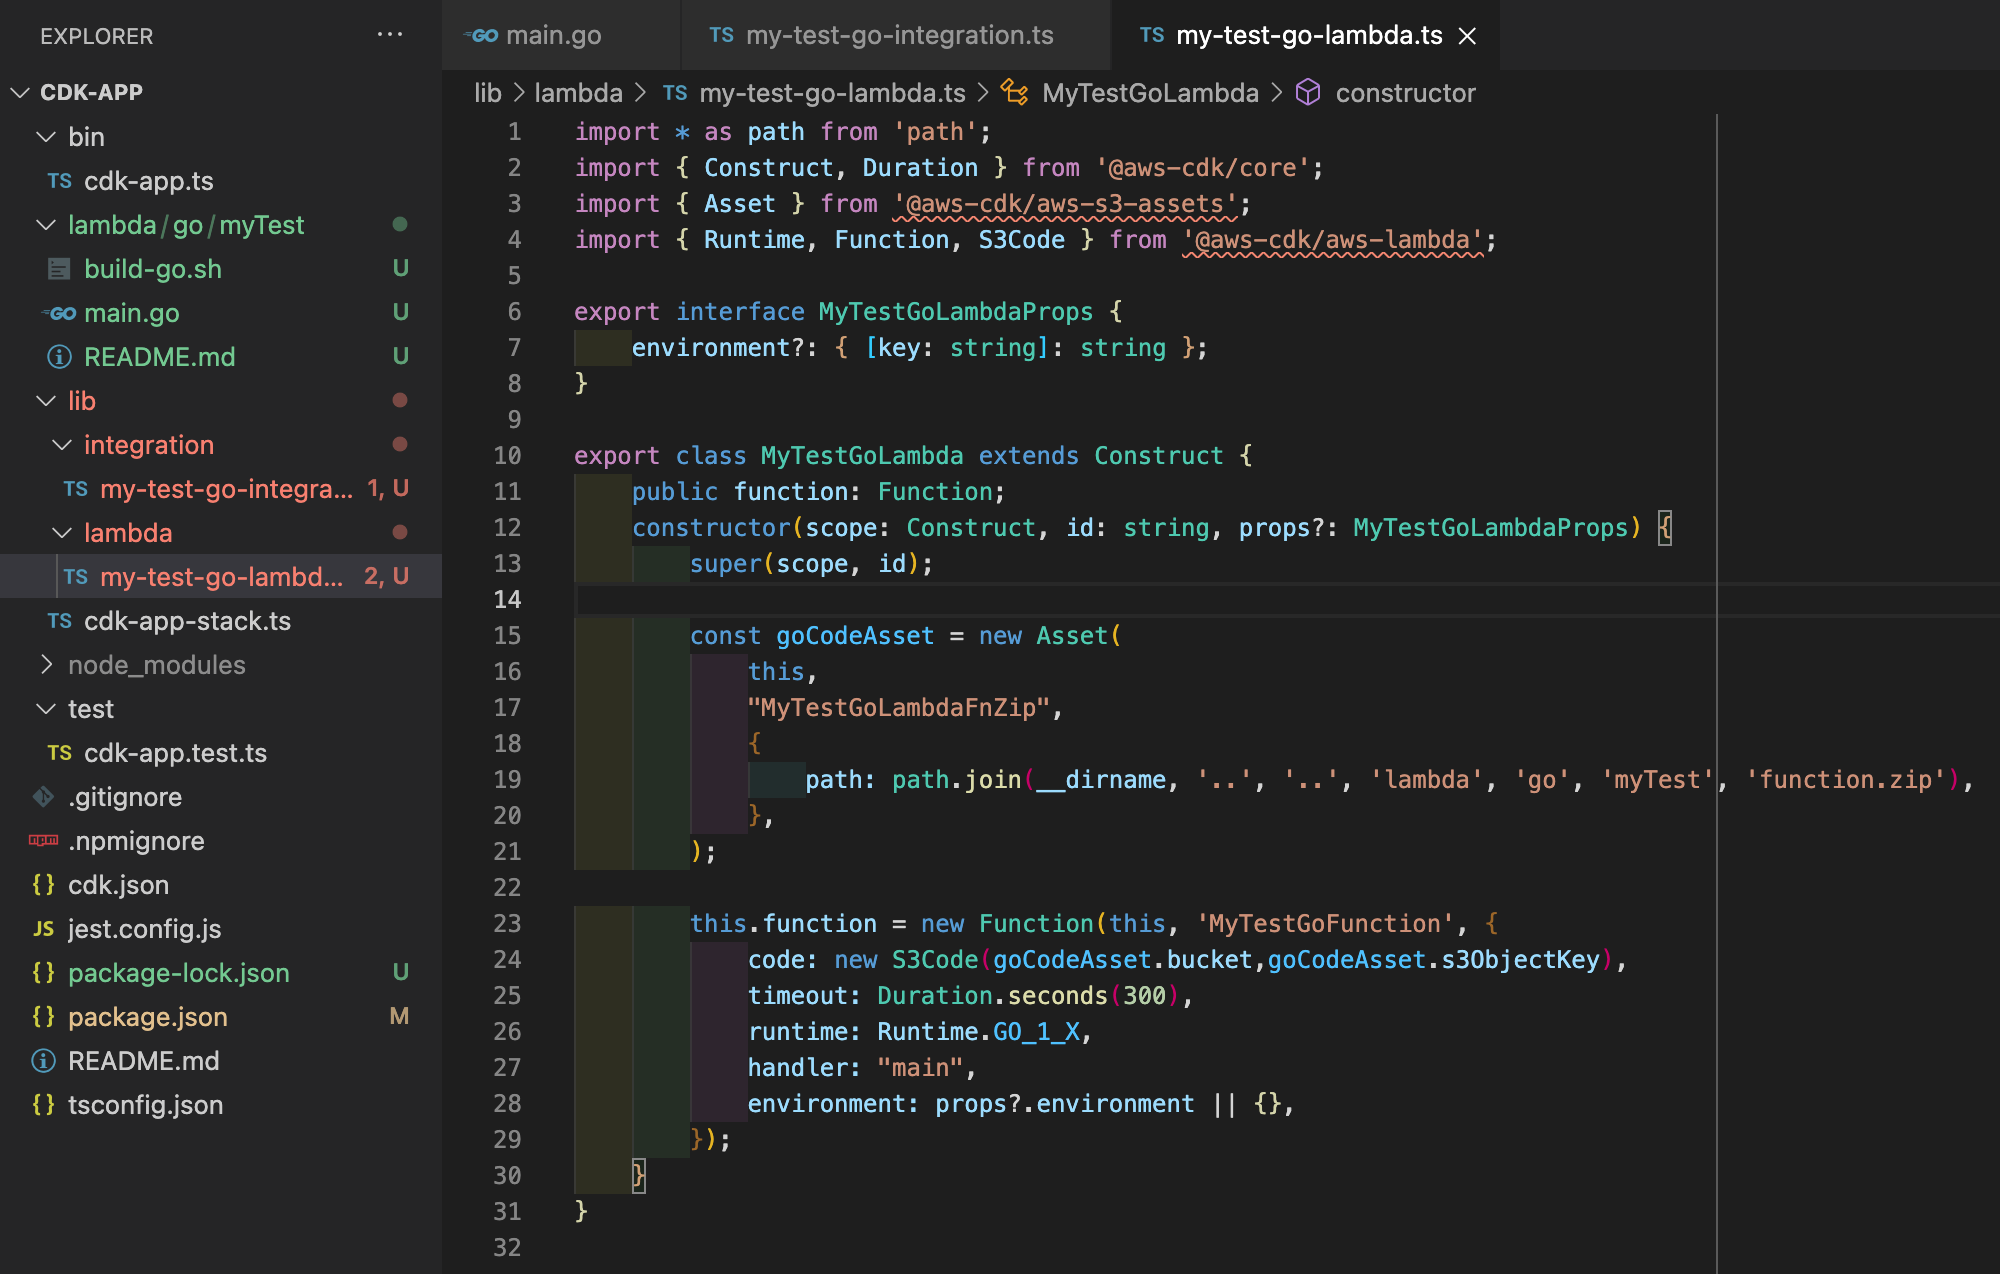 EXPLORER
CDK-APP
bin
TS cdk-app.ts
lambda/go/myTest
build-go.sh U
GO main.go U
README.md U
lib
integration
TS my-test-go-integra... 1, U
lambda
TS my-test-go-lambd... 2, U
TS cdk-app-stack.ts
node_modules
test
TS cdk-app.test.ts
.gitignore
npm .npmignore
{} cdk.json
JS jest.config.js
{} package-lock.json U
{} package.json M
README.md
{} tsconfig.json
GO main.go
TS my-test-go-integration.ts
TS my-test-go-lambda.ts
lib > lambda > TS my-test-go-lambda.ts > MyTestGoLambda > constructor
1 import * as path from 'path';
2 import { Construct, Duration } from '@aws-cdk/core';
3 import { Asset } from '@aws-cdk/aws-s3-assets';
4 import { Runtime, Function, S3Code } from '@aws-cdk/aws-lambda';
5
6 export interface MyTestGoLambdaProps {
7     environment?: { [key: string]: string };
8 }
9
10 export class MyTestGoLambda extends Construct {
11     public function: Function;
12     constructor(scope: Construct, id: string, props?: MyTestGoLambdaProps) {
13         super(scope, id);
14
15         const goCodeAsset = new Asset(
16             this,
17             "MyTestGoLambdaFnZip",
18             {
19                 path: path.join(__dirname, '..', '..', 'lambda', 'go', 'myTest', 'function.zip'),
20             },
21         );
22
23         this.function = new Function(this, 'MyTestGoFunction', {
24             code: new S3Code(goCodeAsset.bucket,goCodeAsset.s3ObjectKey),
25             timeout: Duration.seconds(300),
26             runtime: Runtime.GO_1_X,
27             handler: "main",
28             environment: props?.environment || {},
29         });
30     }
31 }
32